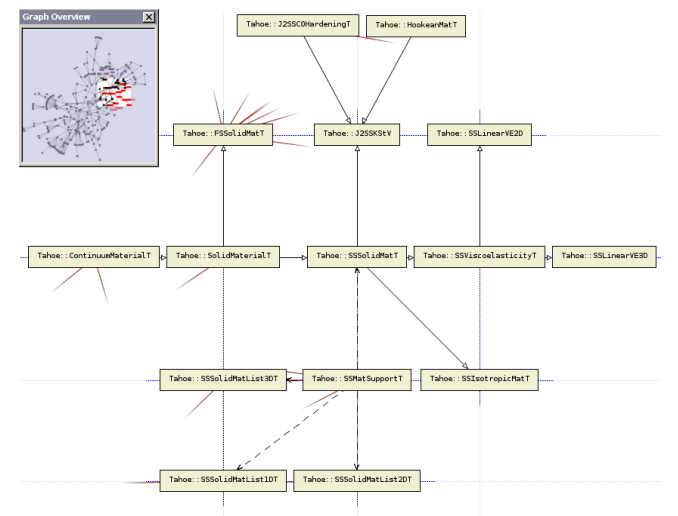 Graph Overview
Tahoe::J2SSC0HardeningT
Tahoe::HookeanMatT
Tahoe::FSSolidMatT
Tahoe::J2SSKStV
Tahoe::SSLinearVE2D
Tahoe::ContinuumMaterialT
Tahoe::SolidMaterialT
Tahoe::SSSolidMatT
Tahoe::SSViscoelasticityT
Tahoe::SSLinearVE3D
Tahoe::SSSolidMatList3DT
Tahoe::SSMatSupportT
Tahoe::SSIsotropicMatT
Tahoe::SSSolidMatList1DT
Tahoe::SSSolidMatList2DT